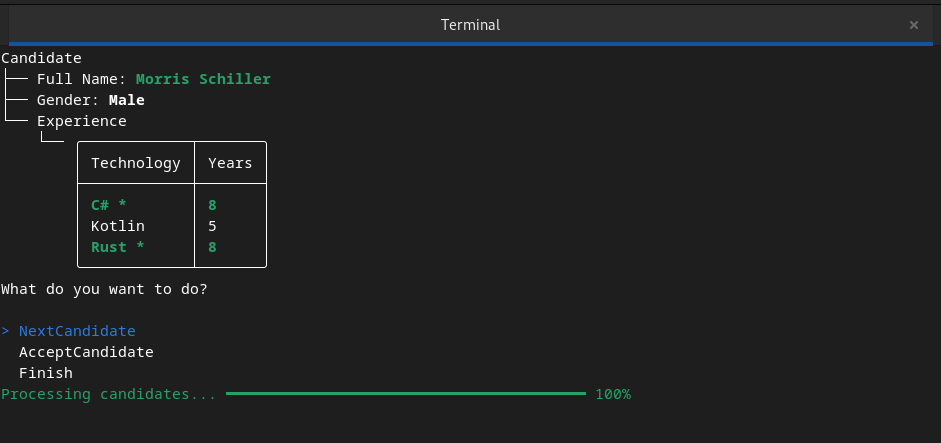 Terminal
Candidate
Full Name: Morris Schiller
Gender: Male
Experience
Technology Years
C# * 8
Kotlin 5
Rust * 8
What do you want to do?
> NextCandidate
AcceptCandidate
Finish
Processing candidates... 100%